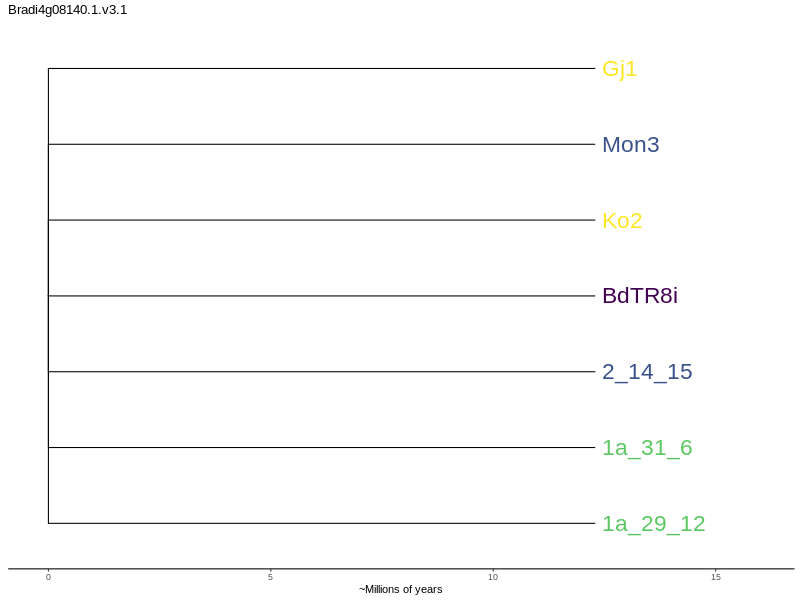 Bradi4g08140.1.v3.1
Gj1
Mon3
Ko2
BdTR8i
2_14_15
1a_31_6
1a_29_12
0 5 10 15
~Millions of years